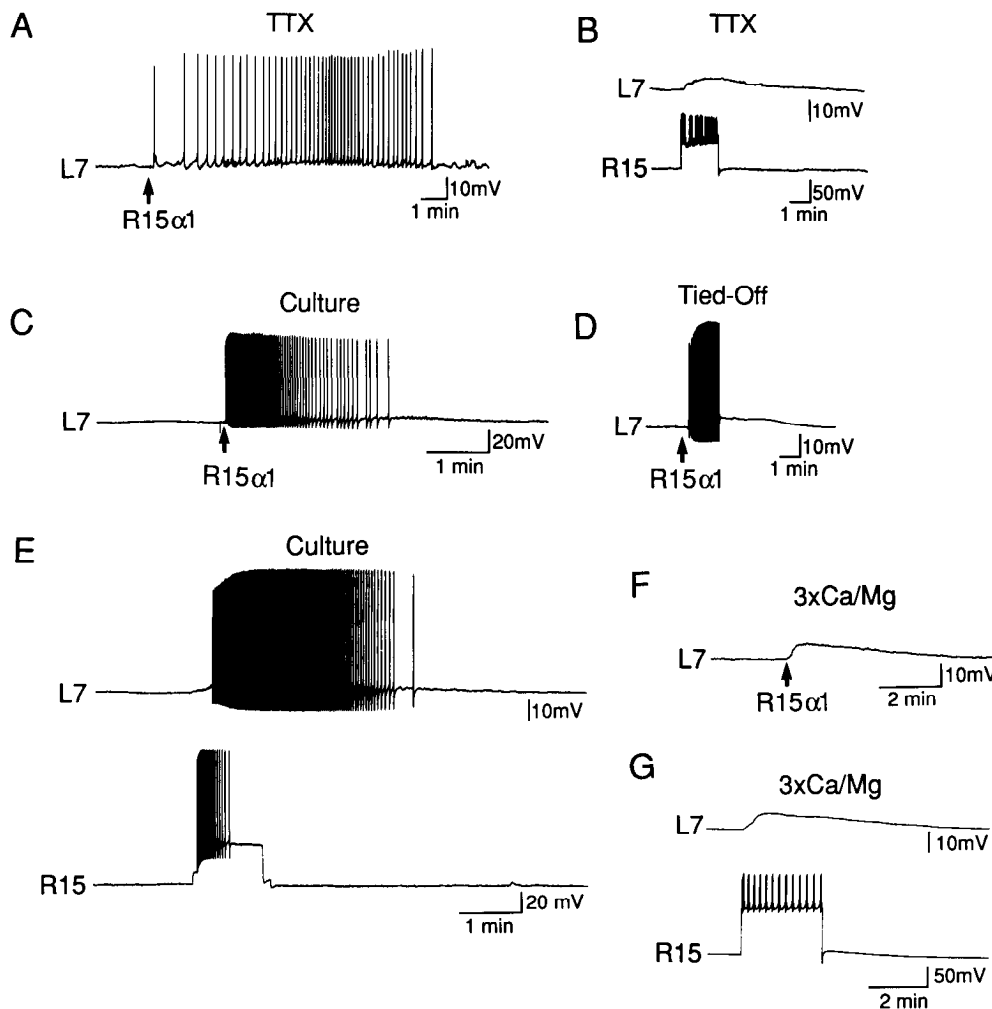 A
TTX
L7
R15α1
10mV
1 min
B
TTX
L7
10mV
R15
50mV
1 min
C
Culture
L7
R15α1
20mV
1 min
D
Tied-Off
L7
R15α1
10mV
1 min
E
Culture
L7
10mV
R15
20 mV
1 min
F
3xCa/Mg
L7
R15α1
10mV
2 min
G
3xCa/Mg
L7
10mV
R15
50mV
2 min